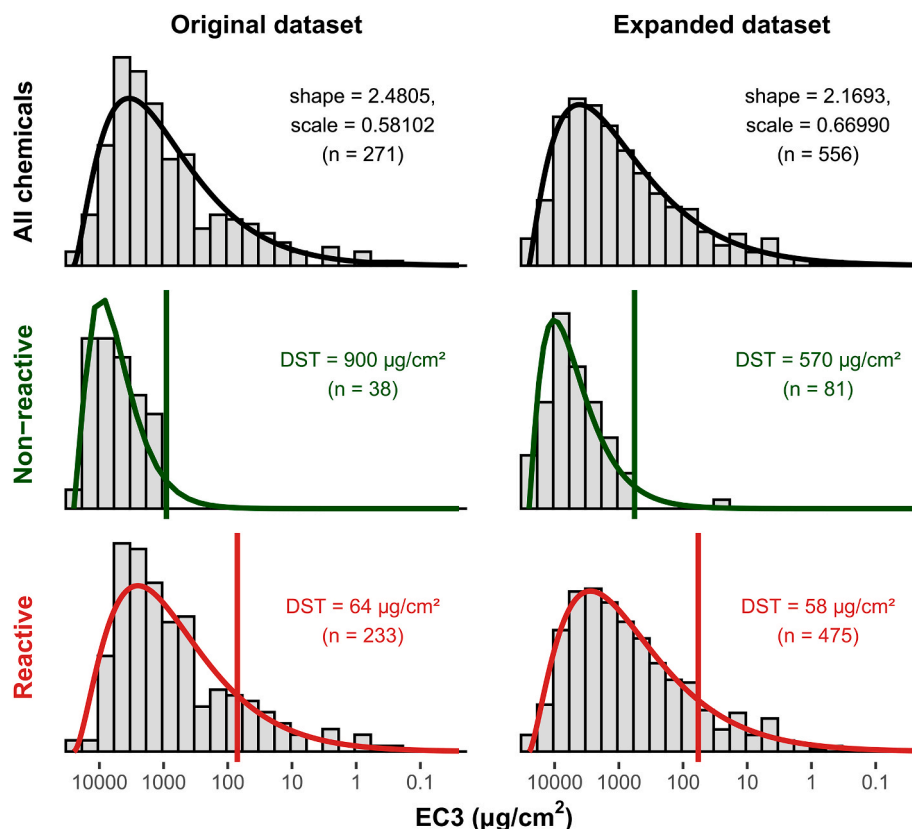 Original dataset
Expanded dataset
All chemicals
shape = 2.4805,
scale = 0.58102
(n = 271)
shape = 2.1693,
scale = 0.66990
(n = 556)
Non−reactive
DST = 900 µg/cm²
(n = 38)
DST = 570 µg/cm²
(n = 81)
Reactive
DST = 64 µg/cm²
(n = 233)
DST = 58 µg/cm²
(n = 475)
10000 1000 100 10 1 0.1
10000 1000 100 10 1 0.1
EC3 (µg/cm²)